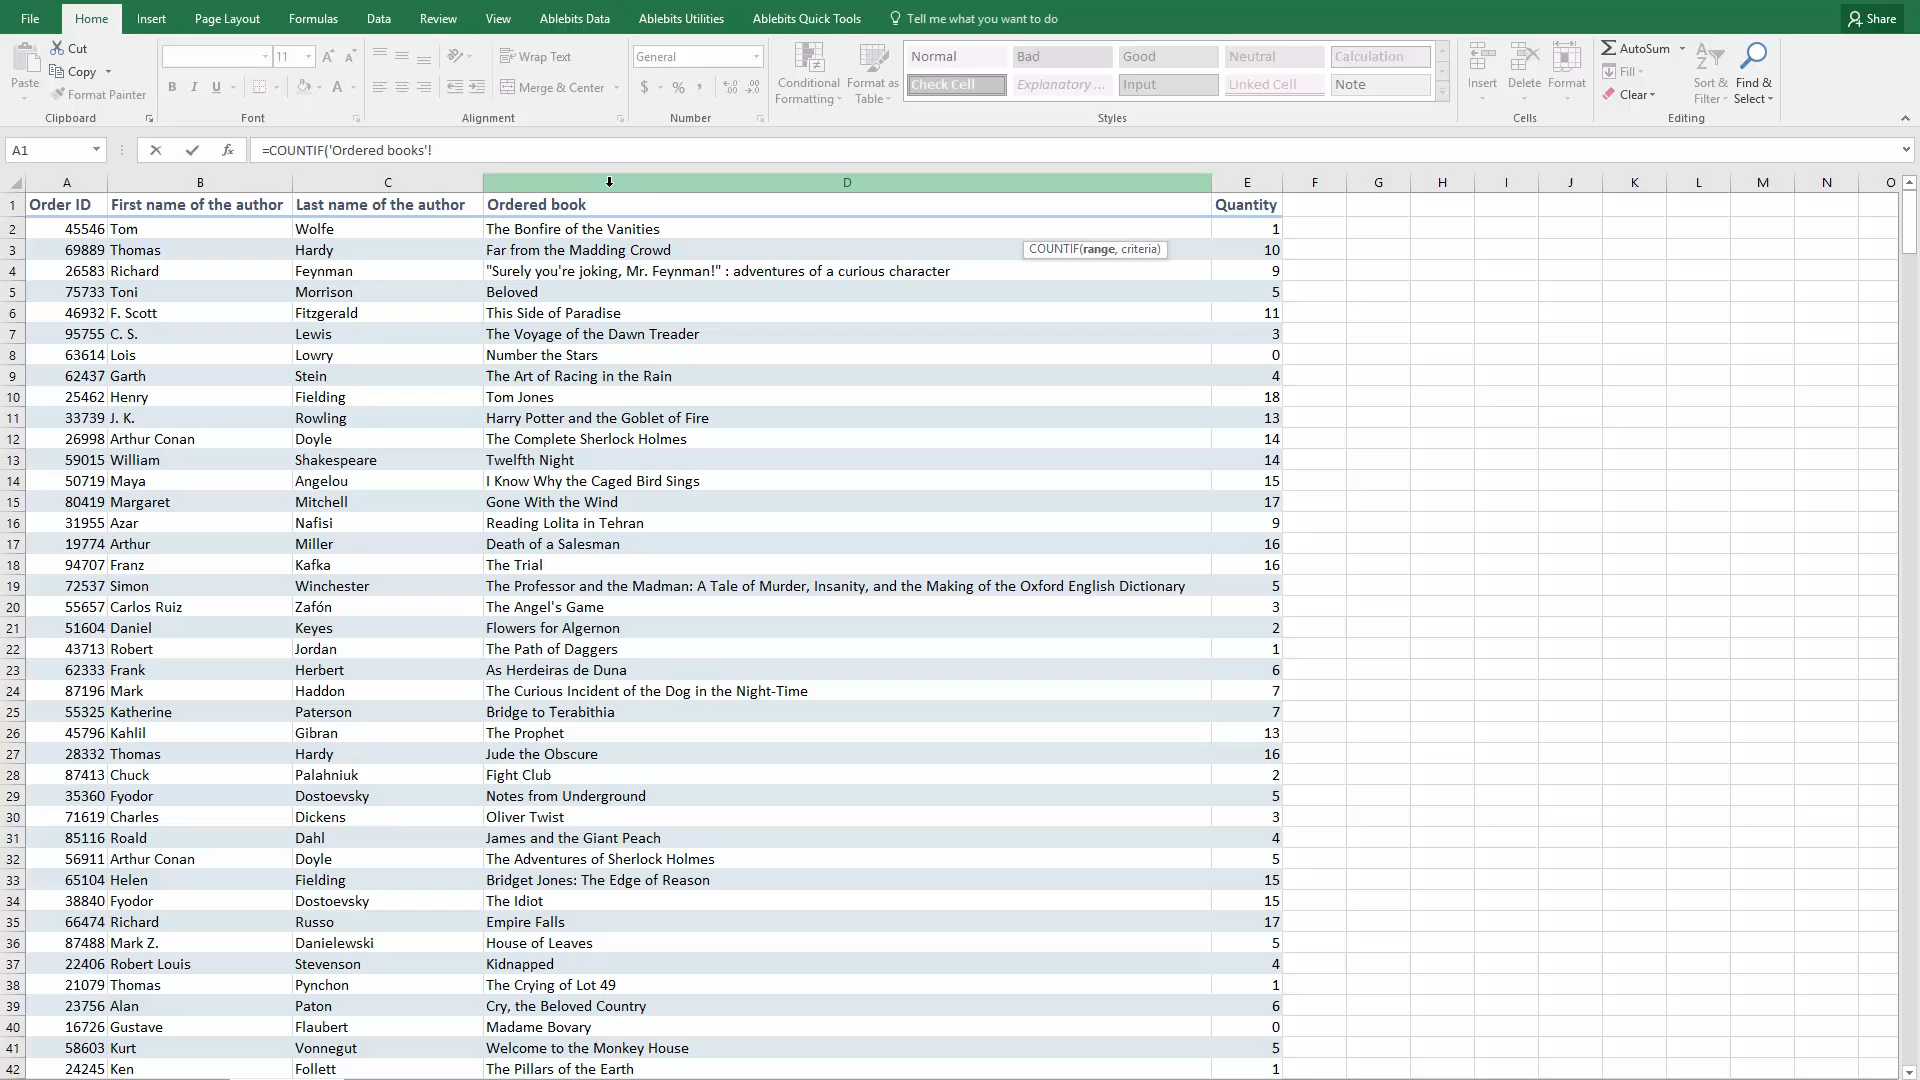 File Home Insert Page Layout Formulas Data Review View Ablebits Data Ablebits Utilities Ablebits Quick Tools Tell me what you want to do Share
Paste Cut Copy Format Painter Clipboard
11 B I U A Font
Wrap Text Merge & Center Alignment
General $ % , Number
Conditional Formatting Format as Table
Normal Bad Good Neutral Calculation
Check Cell Explanatory ... Input Linked Cell Note
Styles
Insert Delete Format Cells
AutoSum Fill Clear Sort & Filter Find & Select Editing
A1 fx =COUNTIF('Ordered books'!
A B C D E F G H I J K L M N O
1 Order ID First name of the author Last name of the author Ordered book Quantity
2 45546 Tom Wolfe The Bonfire of the Vanities 1
COUNTIF(range, criteria)
3 69889 Thomas Hardy Far from the Madding Crowd 10
4 26583 Richard Feynman "Surely you're joking, Mr. Feynman!" : adventures of a curious character 9
5 75733 Toni Morrison Beloved 5
6 46932 F. Scott Fitzgerald This Side of Paradise 11
7 95755 C. S. Lewis The Voyage of the Dawn Treader 3
8 63614 Lois Lowry Number the Stars 0
9 62437 Garth Stein The Art of Racing in the Rain 4
10 25462 Henry Fielding Tom Jones 18
11 33739 J. K. Rowling Harry Potter and the Goblet of Fire 13
12 26998 Arthur Conan Doyle The Complete Sherlock Holmes 14
13 59015 William Shakespeare Twelfth Night 14
14 50719 Maya Angelou I Know Why the Caged Bird Sings 15
15 80419 Margaret Mitchell Gone With the Wind 17
16 31955 Azar Nafisi Reading Lolita in Tehran 9
17 19774 Arthur Miller Death of a Salesman 16
18 94707 Franz Kafka The Trial 16
19 72537 Simon Winchester The Professor and the Madman: A Tale of Murder, Insanity, and the Making of the Oxford English Dictionary 5
20 55657 Carlos Ruiz Zafón The Angel's Game 3
21 51604 Daniel Keyes Flowers for Algernon 2
22 43713 Robert Jordan The Path of Daggers 1
23 62333 Frank Herbert As Herdeiras de Duna 6
24 87196 Mark Haddon The Curious Incident of the Dog in the Night-Time 7
25 55325 Katherine Paterson Bridge to Terabithia 7
26 45796 Kahlil Gibran The Prophet 13
27 28332 Thomas Hardy Jude the Obscure 16
28 87413 Chuck Palahniuk Fight Club 2
29 35360 Fyodor Dostoevsky Notes from Underground 5
30 71619 Charles Dickens Oliver Twist 3
31 85116 Roald Dahl James and the Giant Peach 4
32 56911 Arthur Conan Doyle The Adventures of Sherlock Holmes 5
33 65104 Helen Fielding Bridget Jones: The Edge of Reason 15
34 38840 Fyodor Dostoevsky The Idiot 15
35 66474 Richard Russo Empire Falls 17
36 87488 Mark Z. Danielewski House of Leaves 5
37 22406 Robert Louis Stevenson Kidnapped 4
38 21079 Thomas Pynchon The Crying of Lot 49 1
39 23756 Alan Paton Cry, the Beloved Country 6
40 16726 Gustave Flaubert Madame Bovary 0
41 58603 Kurt Vonnegut Welcome to the Monkey House 5
42 24245 Ken Follett The Pillars of the Earth 1